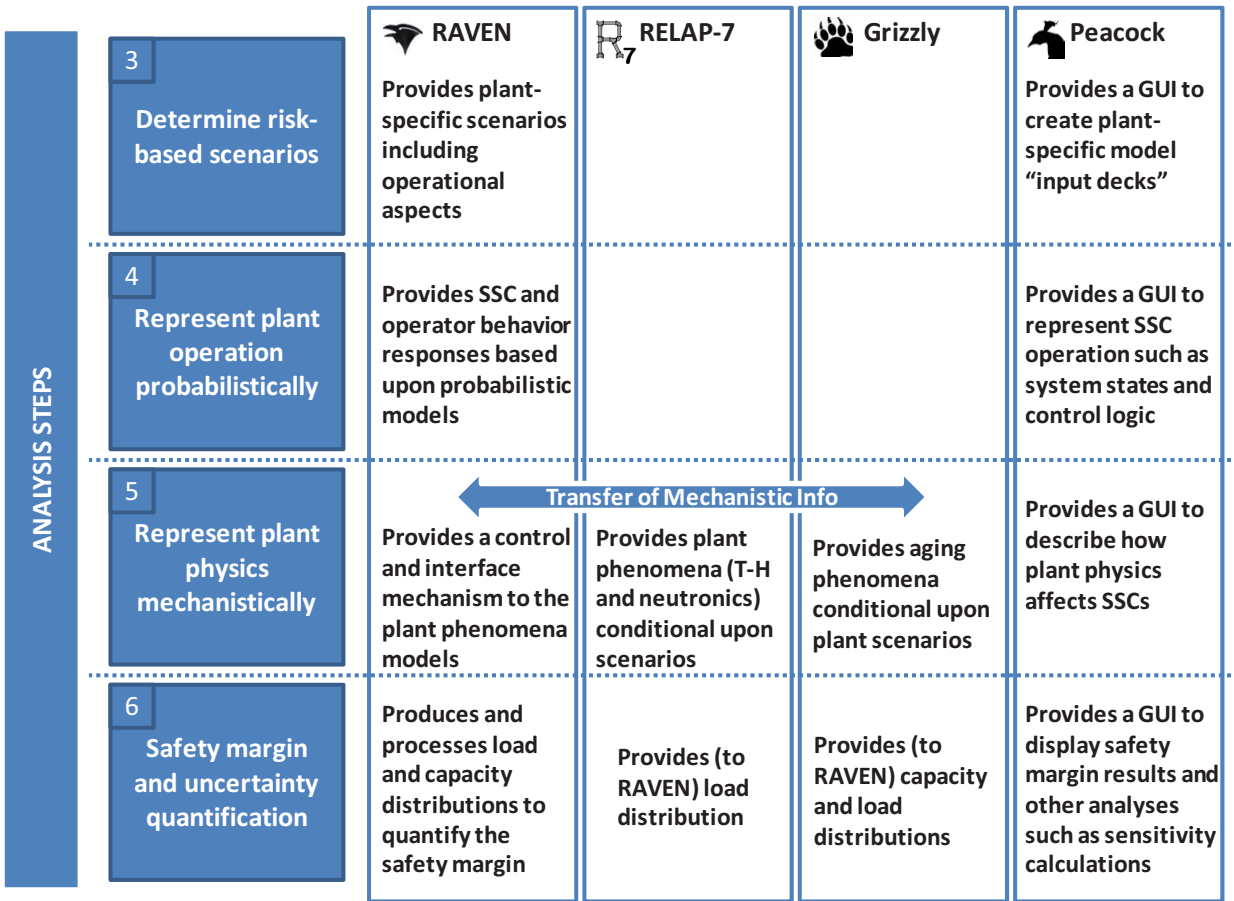 ANALYSIS STEPS
RAVEN
R7 RELAP-7
Grizzly
Peacock
3
Determine risk-
based scenarios
Provides plant-
specific scenarios
including
operational
aspects
Provides a GUI to
create plant-
specific model
“input decks”
4
Represent plant
operation
probabilistically
Provides SSC and
operator behavior
responses based
upon probabilistic
models
Provides a GUI to
represent SSC
operation such as
system states and
control logic
5
Represent plant
physics
mechanistically
Transfer of Mechanistic Info
Provides a control
and interface
mechanism to the
plant phenomena
models
Provides plant
phenomena (T-H
and neutronics)
conditional upon
scenarios
Provides aging
phenomena
conditional upon
plant scenarios
Provides a GUI to
describe how
plant physics
affects SSCs
6
Safety margin
and uncertainty
quantification
Produces and
processes load
and capacity
distributions to
quantify the
safety margin
Provides (to
RAVEN) load
distribution
Provides (to
RAVEN) capacity
and load
distributions
Provides a GUI to
display safety
margin results and
other analyses
such as sensitivity
calculations